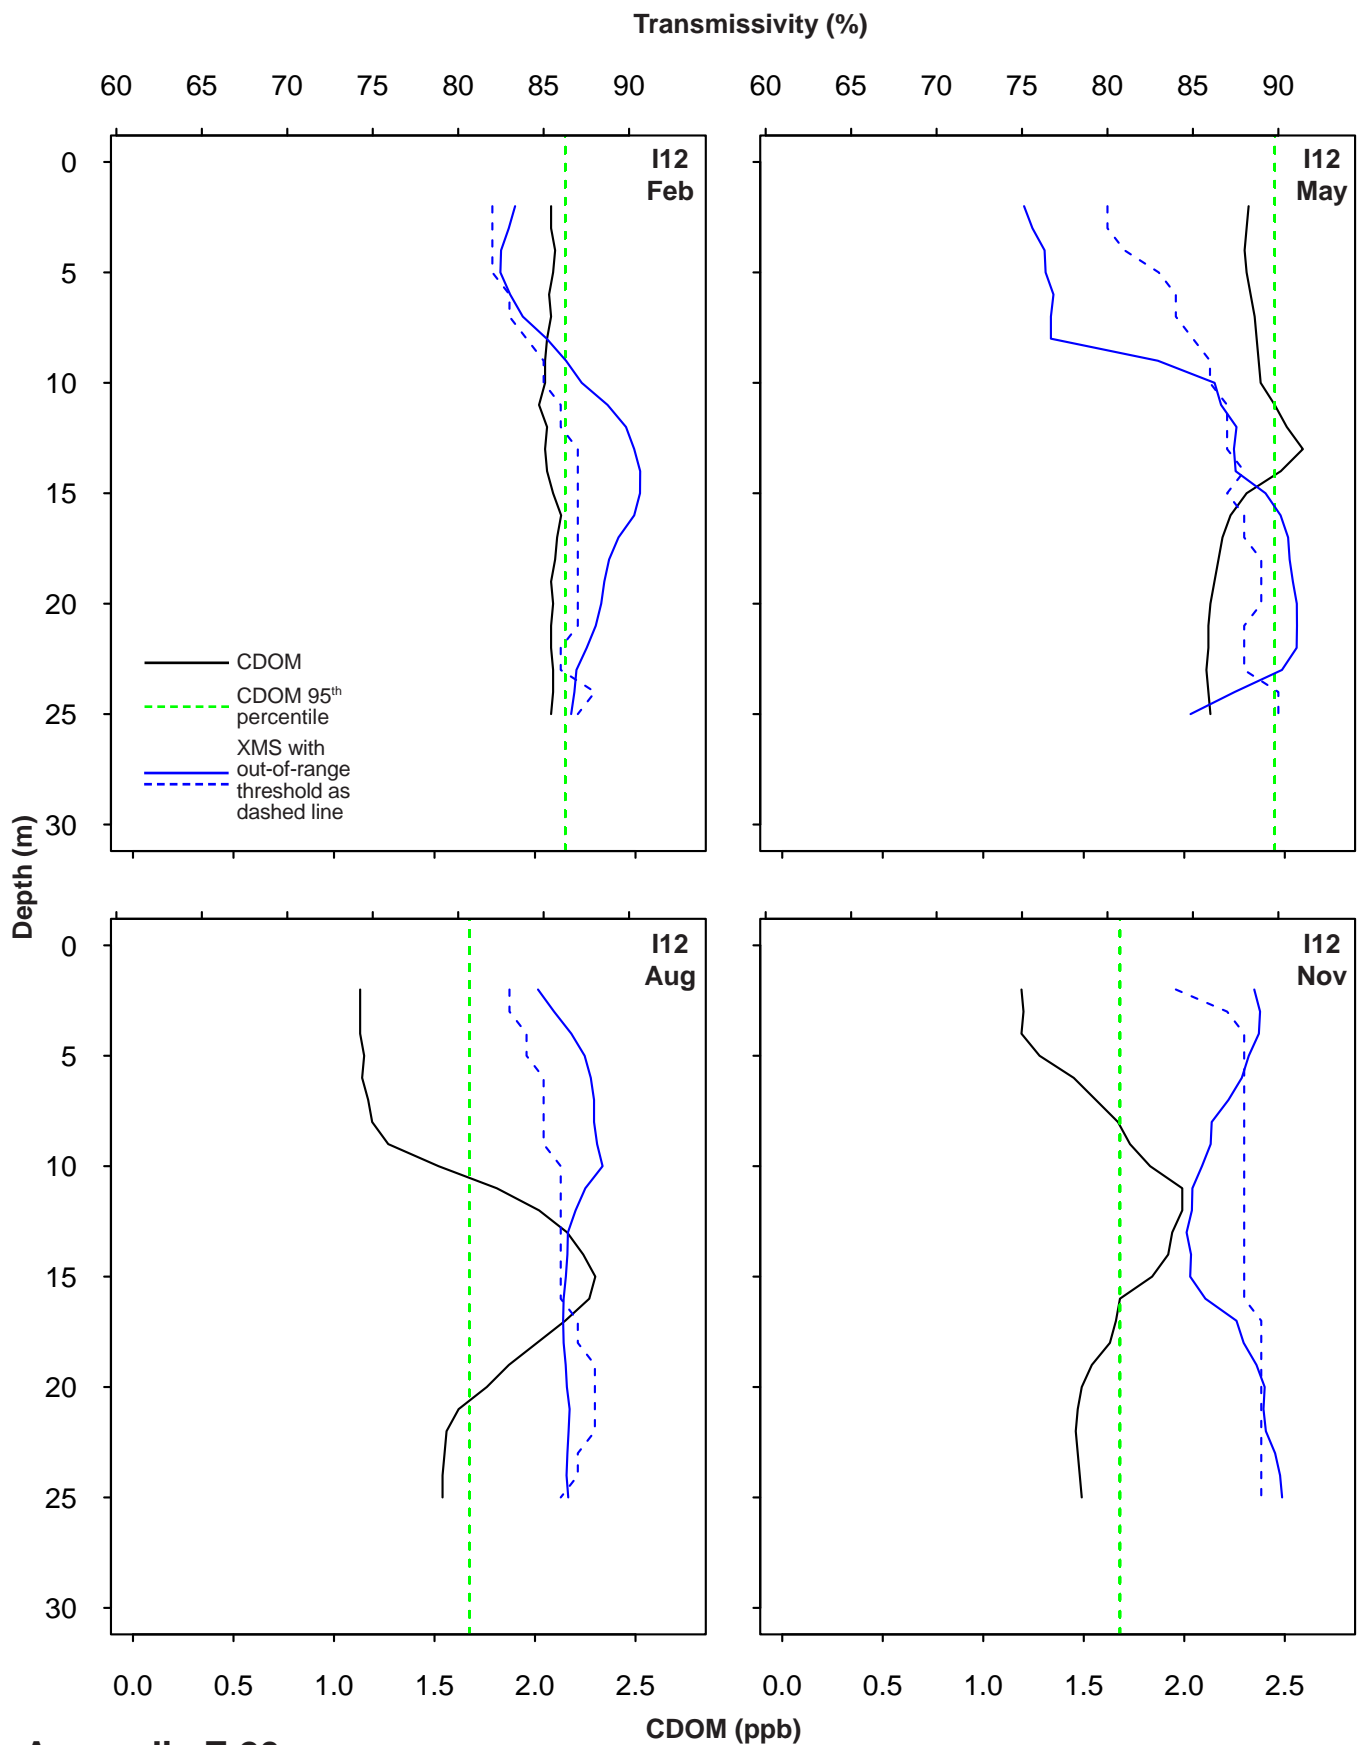 Transmissivity (%)
60 65 70 75 80 85 90
60 65 70 75 80 85 90
I12
Feb
I12
May
0
5
10
15
20
25
30
CDOM
CDOM 95th
percentile
XMS with
out-of-range
threshold as
dashed line
Depth (m)
I12
Aug
I12
Nov
0
5
10
15
20
25
30
0.0 0.5 1.0 1.5 2.0 2.5
0.0 0.5 1.0 1.5 2.0 2.5
CDOM (ppb)